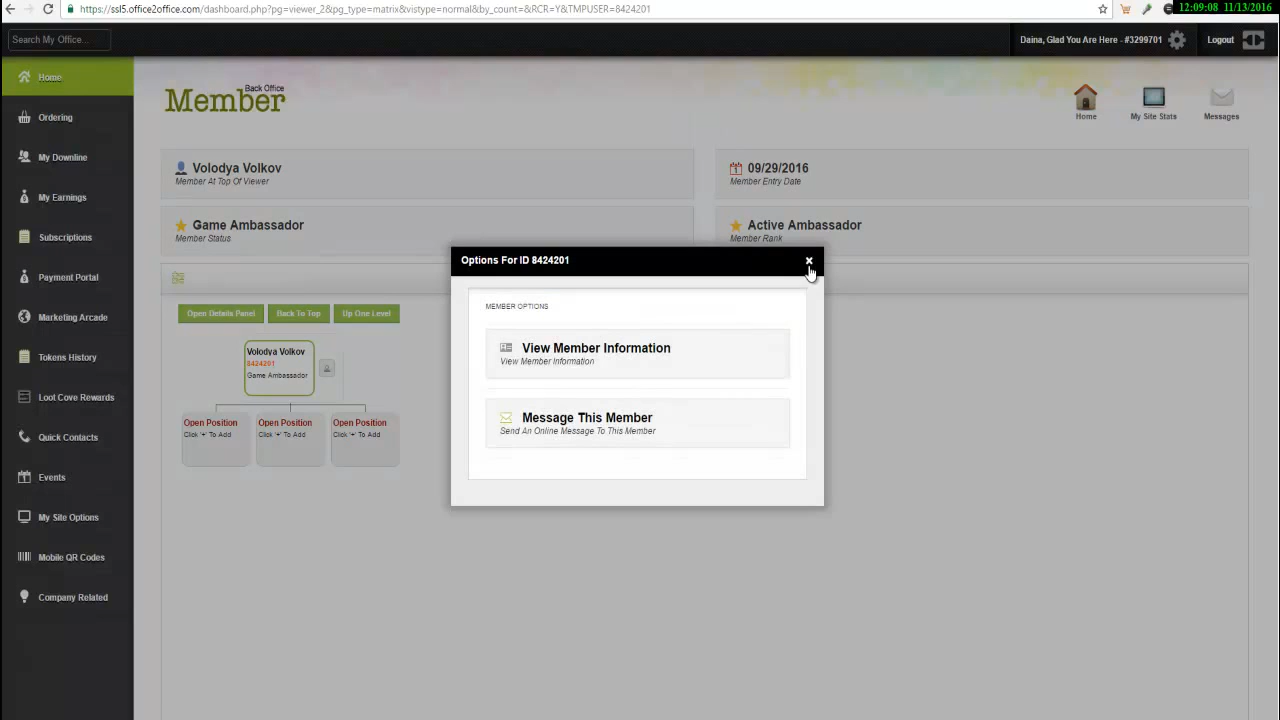 https://ssl5.office2office.com/dashboard.php?pg=viewer_2&pg_type=matrix&vistype=normal&by_count=&RCR=Y&TMPUSER=8424201
12:09:08 11/13/2016
Search My Office...
Daina, Glad You Are Here - #3299701
Logout
Home
Ordering
My Downline
My Earnings
Subscriptions
Payment Portal
Marketing Arcade
Tokens History
Loot Cove Rewards
Quick Contacts
Events
My Site Options
Mobile QR Codes
Company Related
Back Office
Member
Home
My Site Stats
Messages
Volodya Volkov
Member At Top Of Viewer
09/29/2016
Member Entry Date
Game Ambassador
Member Status
Active Ambassador
Member Rank
Open Details Panel
Back To Top
Up One Level
Volodya Volkov
8424201
Game Ambassador
Open Position
Click '+' To Add
Open Position
Click '+' To Add
Open Position
Click '+' To Add
Options For ID 8424201
MEMBER OPTIONS
View Member Information
View Member Information
Message This Member
Send An Online Message To This Member